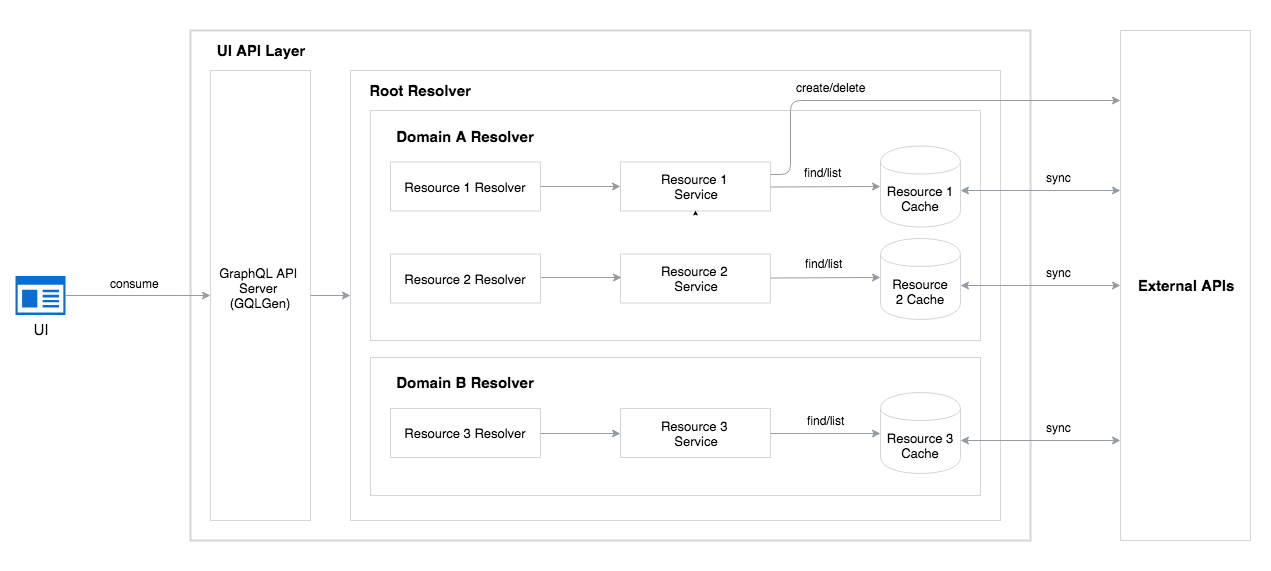 UI API Layer
Root Resolver
create/delete
Domain A Resolver
Resource 1 Resolver
Resource 1
Service
find/list
Resource 1
Cache
sync
Resource 2 Resolver
Resource 2
Service
find/list
Resource
2 Cache
sync
UI
consume
GraphQL API
Server
(GQLGen)
External APIs
Domain B Resolver
Resource 3 Resolver
Resource 3
Service
find/list
Resource 3
Cache
sync